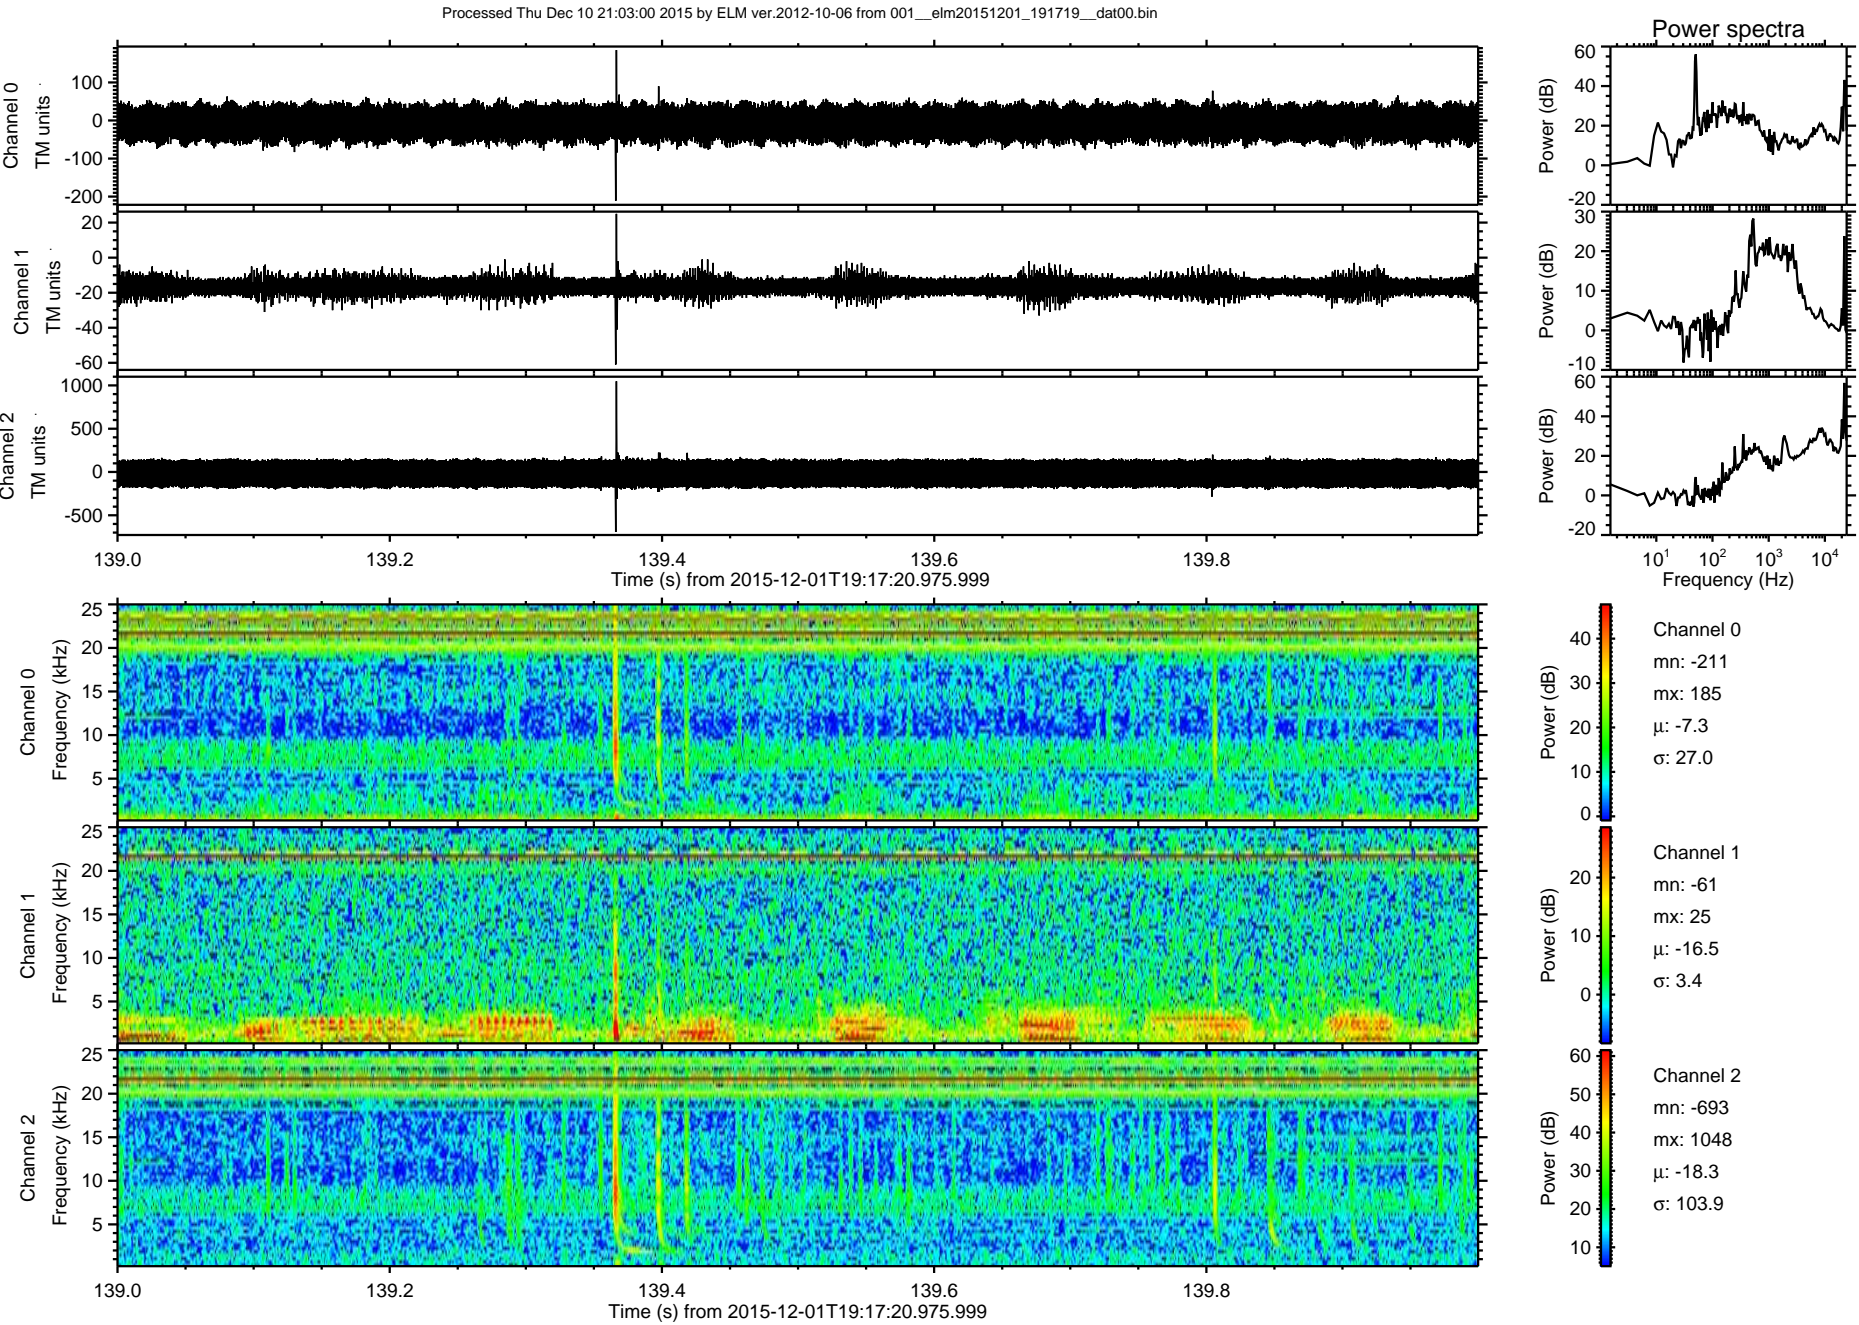 Processed Thu Dec 10 21:03:00 2015 by ELM ver.2012-10-06 from 001__elm20151201_191719__dat00.bin
Power spectra
Channel 0
TM units
100
0
-100
-200
Power (dB)
60
40
20
0
-20
Channel 1
TM units
20
0
-20
-40
-60
Power (dB)
30
20
10
0
-10
Channel 2
TM units
1000
500
0
-500
Power (dB)
60
40
20
0
-20
139.0 139.2 139.4 139.6 139.8
Time (s) from 2015-12-01T19:17:20.975.999
10¹ 10² 10³ 10⁴
Frequency (Hz)
Channel 0
Frequency (kHz)
25
20
15
10
5
Power (dB)
40
30
20
10
0
Channel 0
mn: -211
mx: 185
μ: -7.3
σ: 27.0
Channel 1
Frequency (kHz)
25
20
15
10
5
Power (dB)
20
10
0
Channel 1
mn: -61
mx: 25
μ: -16.5
σ: 3.4
Channel 2
Frequency (kHz)
25
20
15
10
5
Power (dB)
60
50
40
30
20
10
Channel 2
mn: -693
mx: 1048
μ: -18.3
σ: 103.9
139.0 139.2 139.4 139.6 139.8
Time (s) from 2015-12-01T19:17:20.975.999